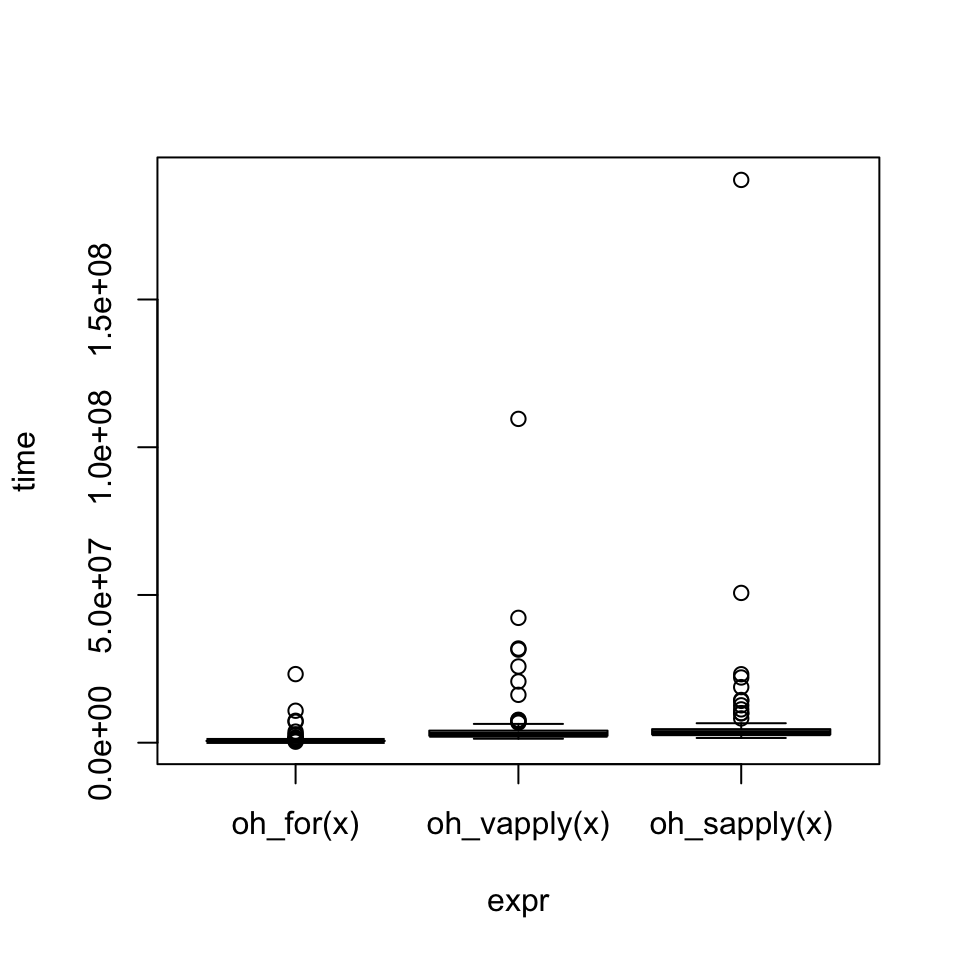 time
1.5e+08
1.0e+08
5.0e+07
0.0e+00
oh_for(x) oh_vapply(x) oh_sapply(x)
expr